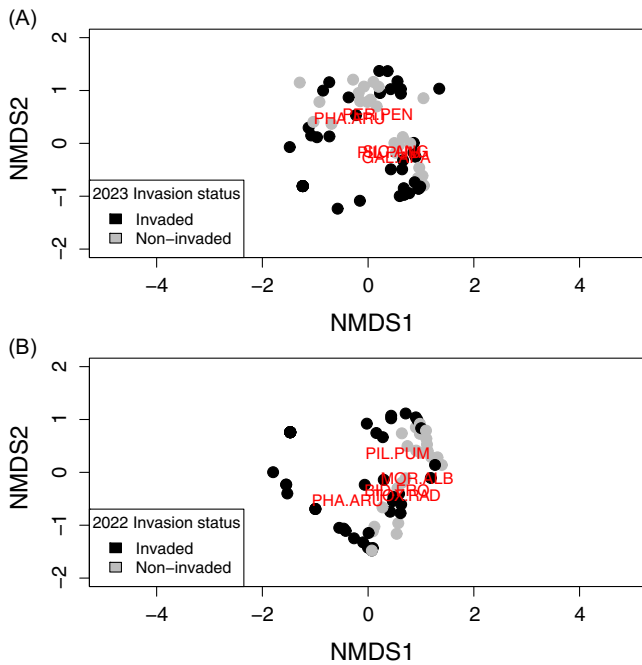 (A)
2
1
0
−1
−2
NMDS2
PER.PEN
PHA.ARU
2023 Invasion status
Invaded
Non-invaded
−4
−2
0
2
4
NMDS1
(B)
2
1
0
−1
−2
NMDS2
PIL.PUM
MOR.ALB
PHA.ARU
2022 Invasion status
Invaded
Non-invaded
−4
−2
0
2
4
NMDS1